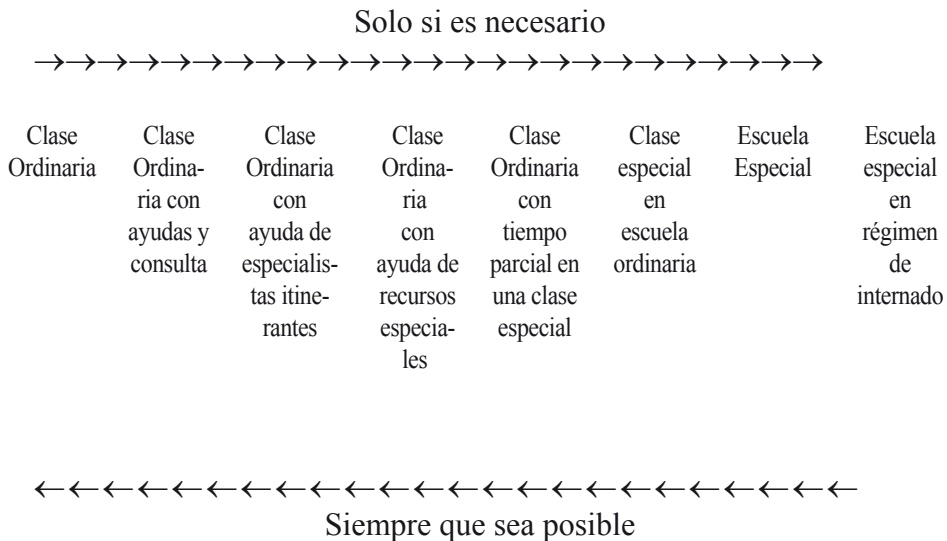 Solo si es necesario
→→→→→→→→→→→→→→→→→→→→→→→→→
Clase
Ordinaria
Clase
Ordina-
ria con
ayudas y
consulta
Clase
Ordinaria
con
ayuda de
especialis-
tas itine-
rantes
Clase
Ordina-
ria
con
ayuda de
recursos
especia-
les
Clase
Ordinaria
con
tiempo
parcial en
una clase
especial
Clase
especial
en
escuela
ordinaria
Escuela
Especial
Escuela
especial
en
régimen
de
internado
←←←←←←←←←←←←←←←←←←←←←←←←
Siempre que sea posible